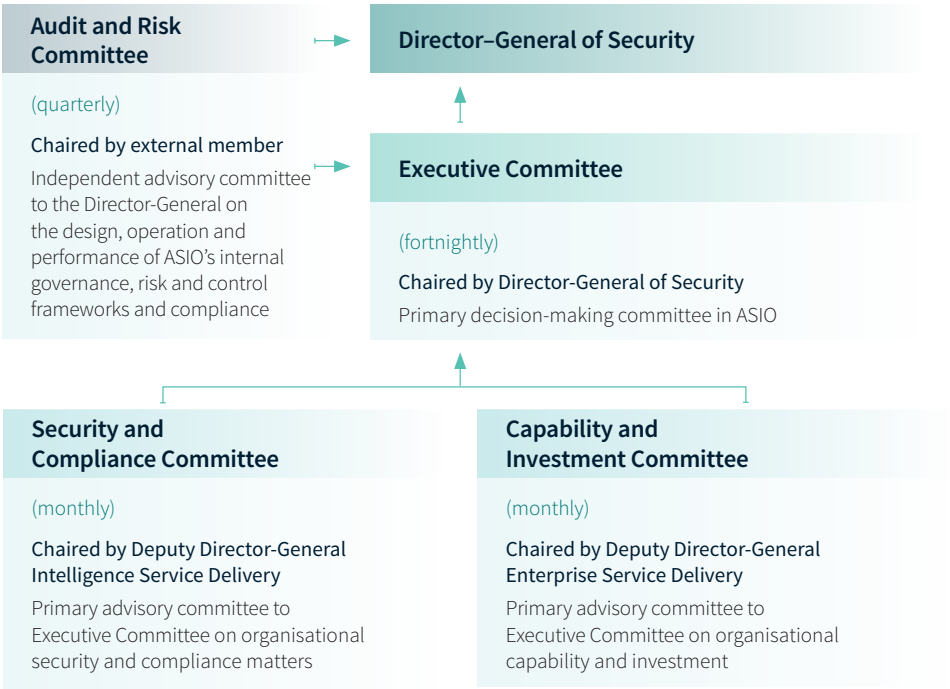 Audit and Risk
Committee
(quarterly)
Chaired by external member
Independent advisory committee
to the Director-General on
the design, operation and
performance of ASIO’s internal
governance, risk and control
frameworks and compliance
Director–General of Security
Executive Committee
(fortnightly)
Chaired by Director-General of Security
Primary decision-making committee in ASIO
Security and
Compliance Committee
(monthly)
Chaired by Deputy Director-General
Intelligence Service Delivery
Primary advisory committee to
Executive Committee on organisational
security and compliance matters
Capability and
Investment Committee
(monthly)
Chaired by Deputy Director-General
Enterprise Service Delivery
Primary advisory committee to
Executive Committee on organisational
capability and investment